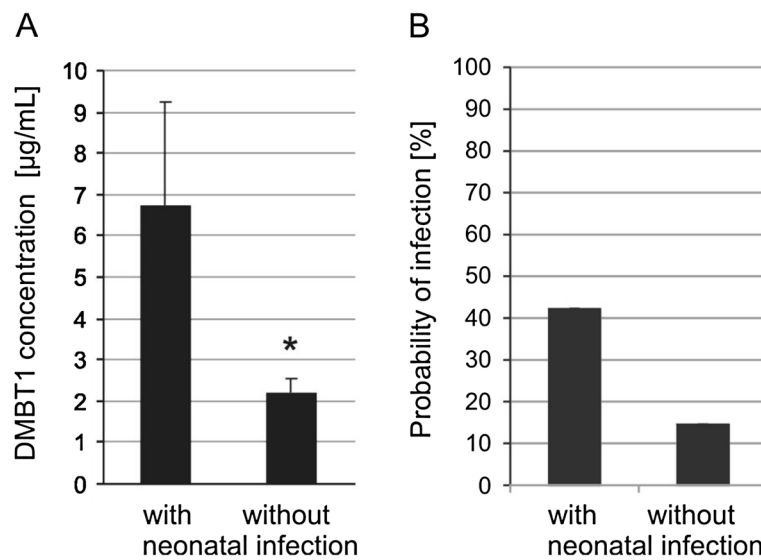 A
DMBT1 concentration [µg/mL]
10
9
8
7
6
5
4
3
2
1
0
*
with without
neonatal infection
B
Probability of infection [%]
100
90
80
70
60
50
40
30
20
10
0
with without
neonatal infection